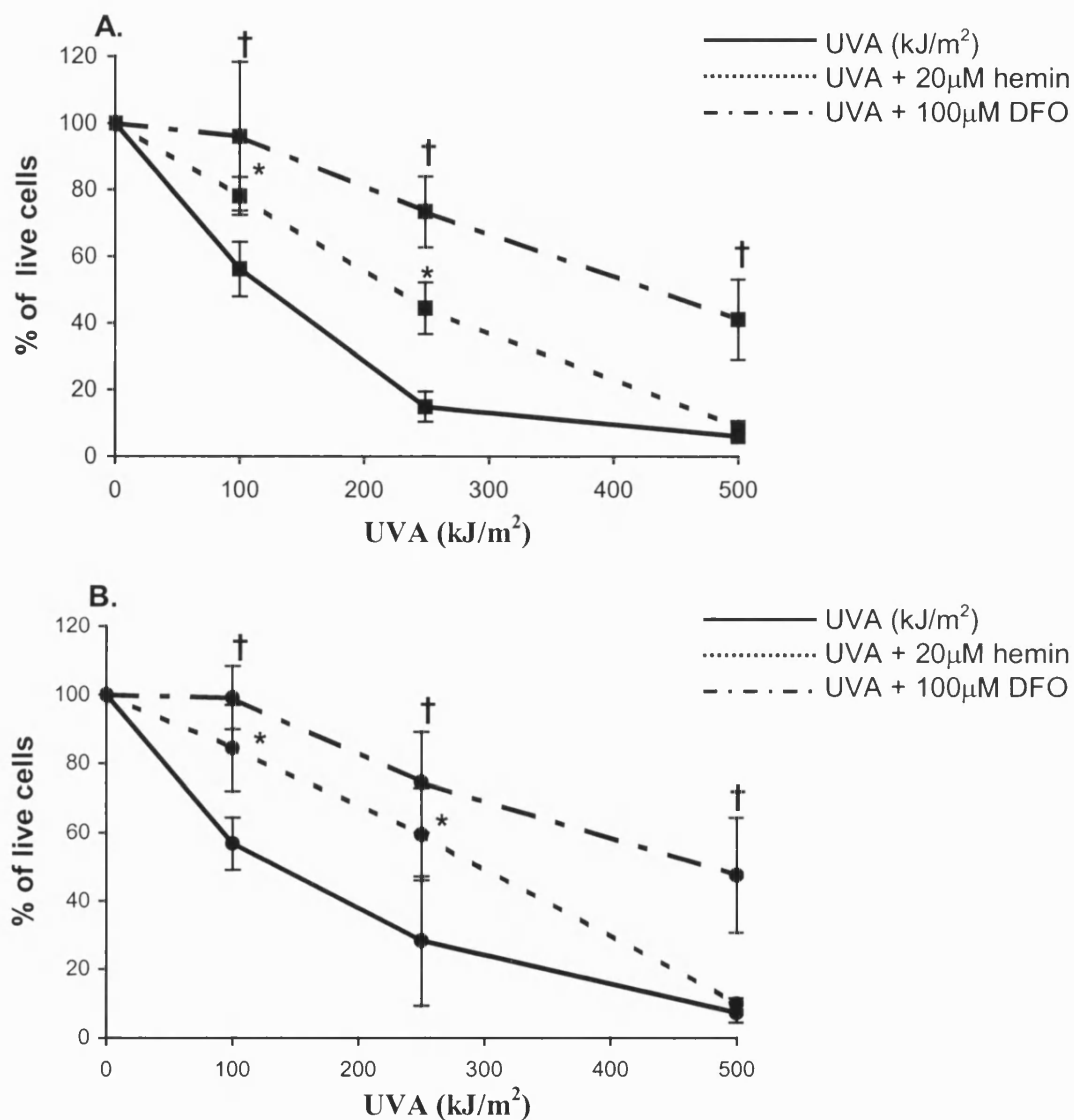 A.
†
UVA (kJ/m²)
UVA + 20μM hemin
UVA + 100μM DFO
120
100
80
60
40
20
0
% of live cells
*
†
*
†
0 100 200 300 400 500
UVA (kJ/m²)
B.
†
UVA (kJ/m²)
UVA + 20μM hemin
UVA + 100μM DFO
120
100
80
60
40
20
0
% of live cells
*
†
*
†
0 100 200 300 400 500
UVA (kJ/m²)